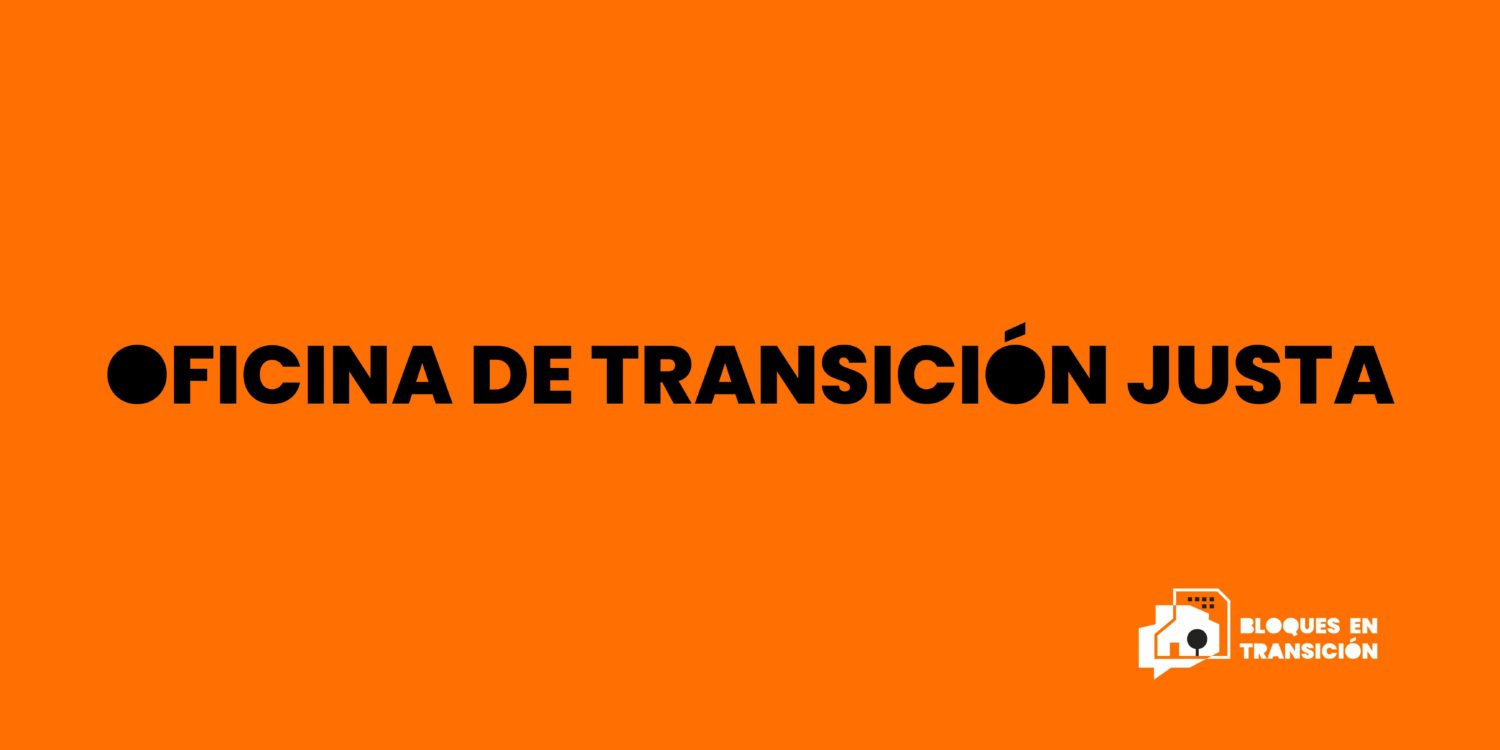 OFICINA DE TRANSICIÓN JUSTA
BLOQUES EN
TRANSICIÓN